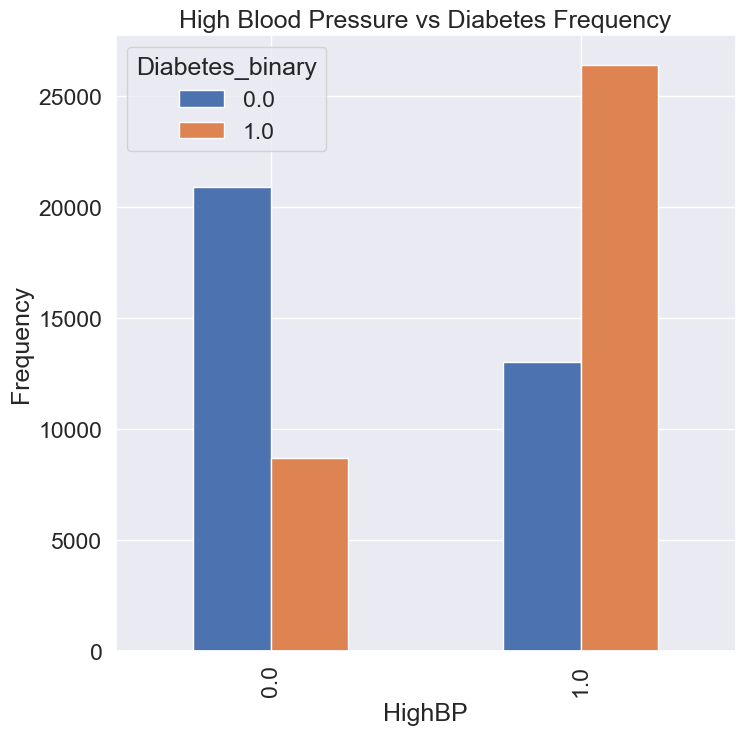 High Blood Pressure vs Diabetes Frequency
Diabetes_binary
0.0
1.0
25000
20000
15000
10000
5000
0
Frequency
0.0
1.0
HighBP